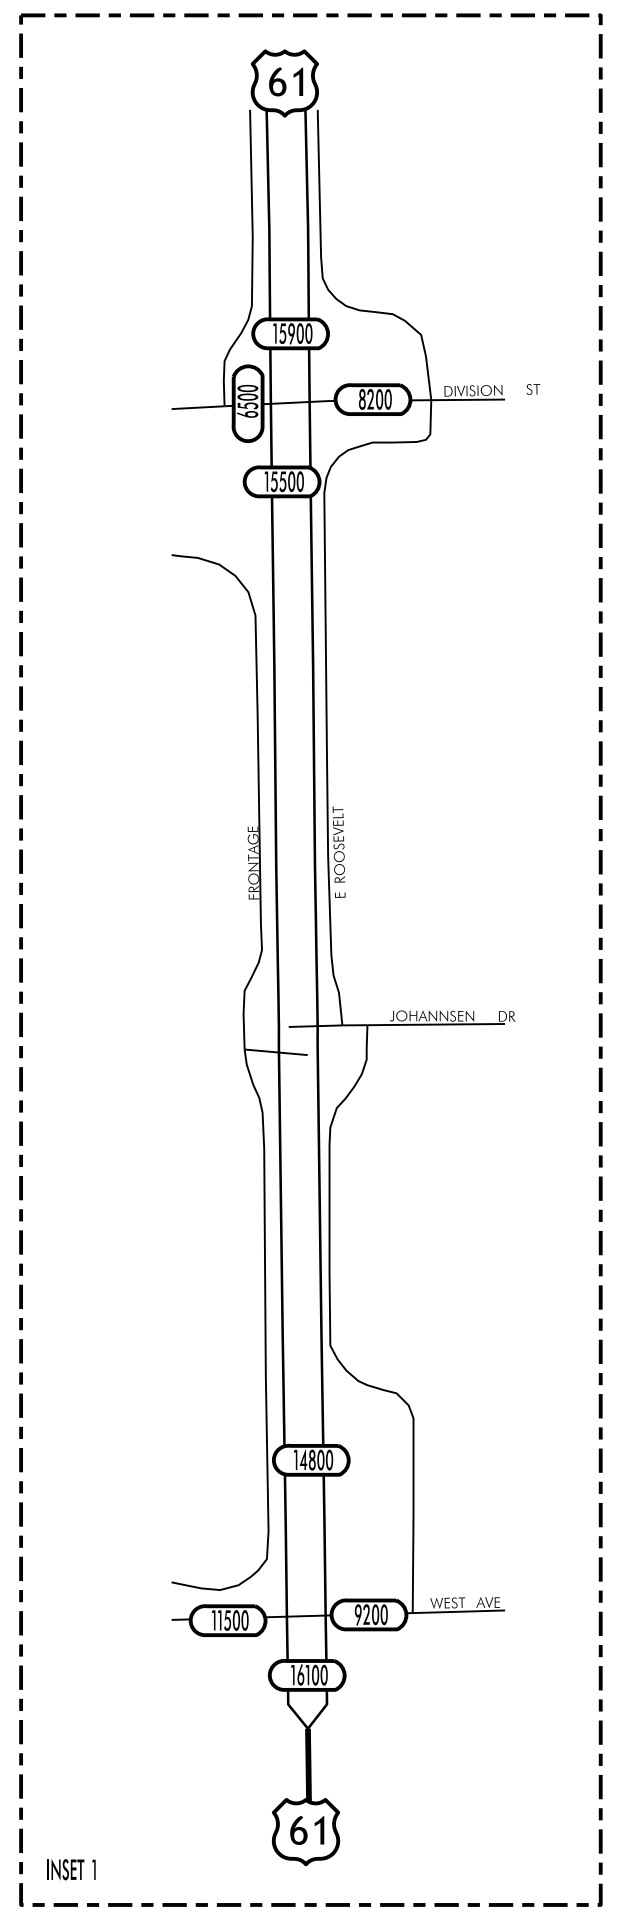 61
15900
6500
8200
DIVISION ST
15500
FRONTAGE
E ROOSEVELT
JOHANNSEN DR
14800
11500
9200
WEST AVE
16100
61
INSET 1